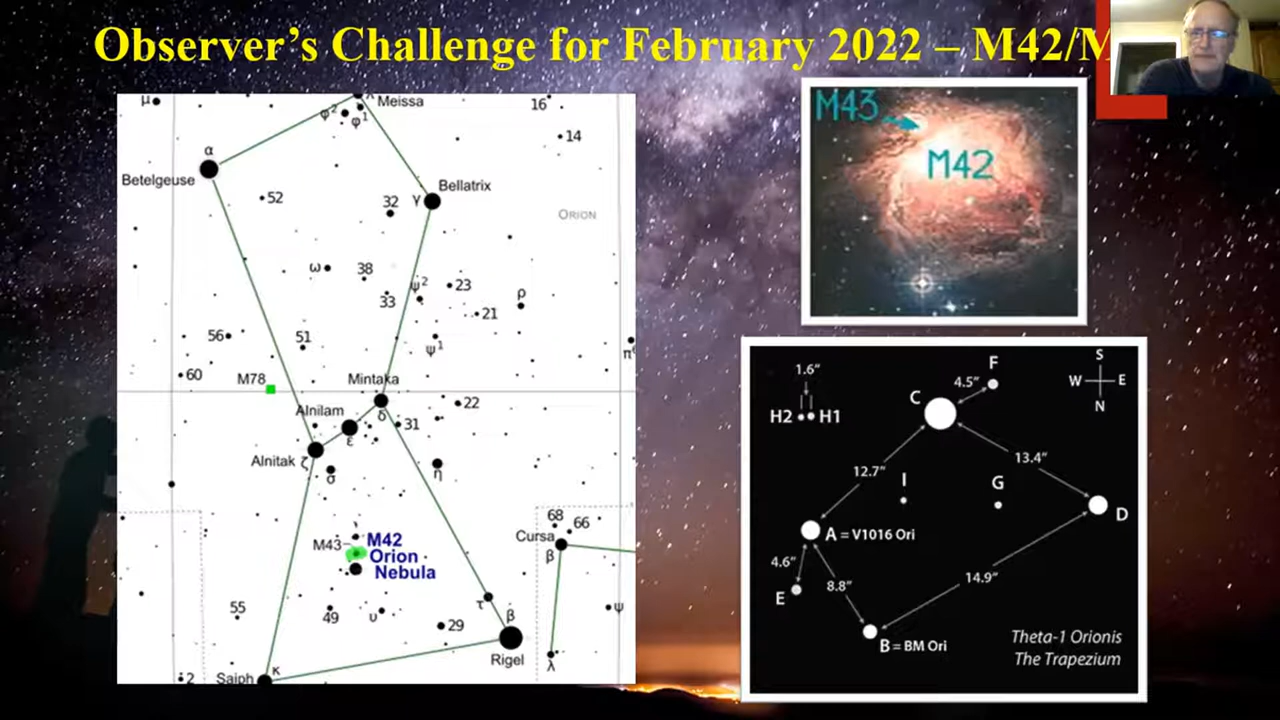 Observer's Challenge for February 2022 – M42/M
μ
Meissa
λ
φ²
φ¹
16
14
α
Betelgeuse
Bellatrix
γ
52
32
ORION
ω
38
33
ψ²
23
21
ρ
56
51
ψ¹
π⁶
60
M78
Mintaka
δ
22
Alnilam
ε
31
Alnitak
ζ
σ
η
M43
M42
Orion
Nebula
Cursa
68
66
β
55
49
υ
29
τ
β
Rigel
ψ
λ
2
Saiph
κ
M43
M42
1.6"
H2
H1
C
F
4.5"
S
W
E
N
12.7"
13.4"
I
G
D
A = V1016 Ori
4.6"
8.8"
14.9"
E
B = BM Ori
Theta-1 Orionis
The Trapezium